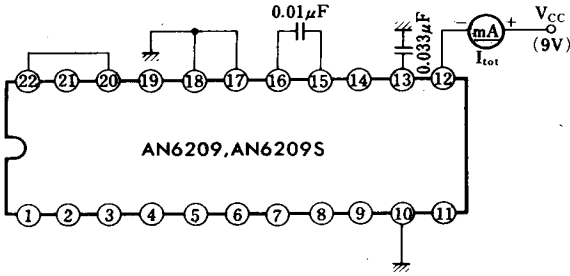 0.01μF
0.033μF
− mA +
I_tot
V_CC
(9V)
22 21 20 19 18 17 16 15 14 13 12
AN6209,AN6209S
1 2 3 4 5 6 7 8 9 10 11